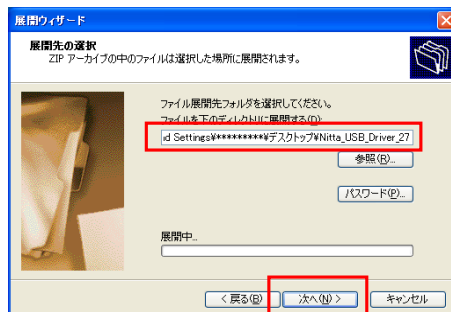 展開ウィザード
展開先の選択
ZIP アーカイブの中のファイルは選択した場所に展開されます。
ファイル展開先フォルダを選択してください。
ファイルを下のディレクトリに展開する(D):
d Settings¥*********¥デスクトップ¥Nitta_USB_Driver_27
参照(R)...
パスワード(P)...
展開中...
< 戻る(B) 次へ(N) > キャンセル